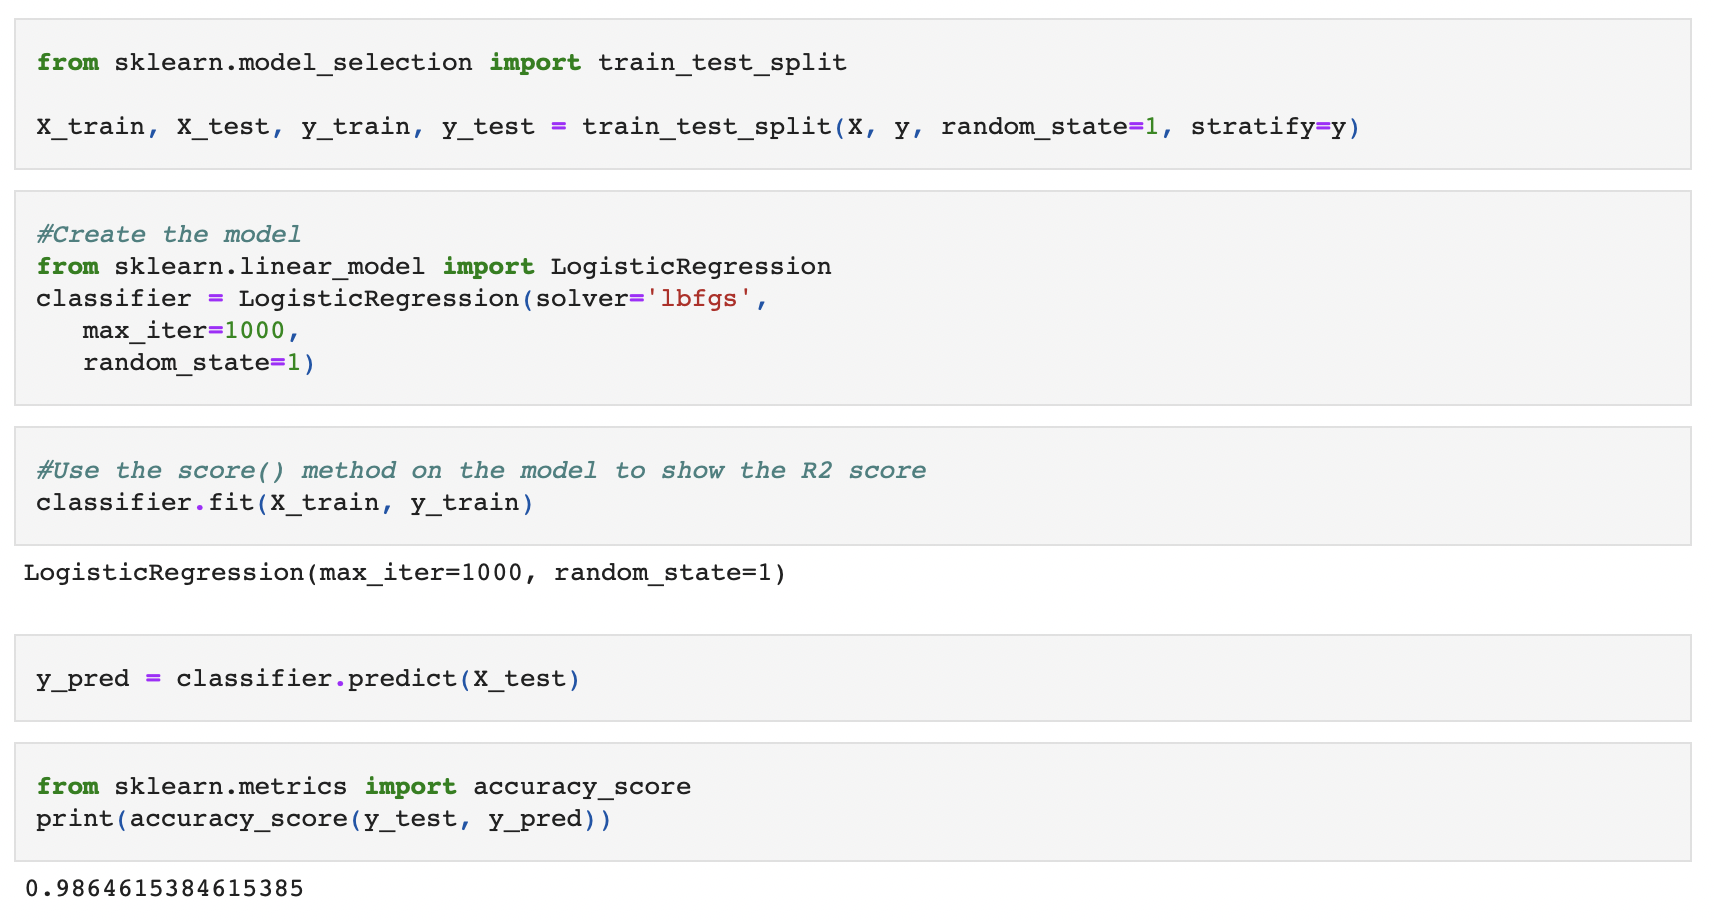 from sklearn.model_selection import train_test_split
X_train, X_test, y_train, y_test = train_test_split(X, y, random_state=1, stratify=y)
#Create the model
from sklearn.linear_model import LogisticRegression
classifier = LogisticRegression(solver='lbfgs',
   max_iter=1000,
   random_state=1)
#Use the score() method on the model to show the R2 score
classifier.fit(X_train, y_train)
LogisticRegression(max_iter=1000, random_state=1)
y_pred = classifier.predict(X_test)
from sklearn.metrics import accuracy_score
print(accuracy_score(y_test, y_pred))
0.9864615384615385